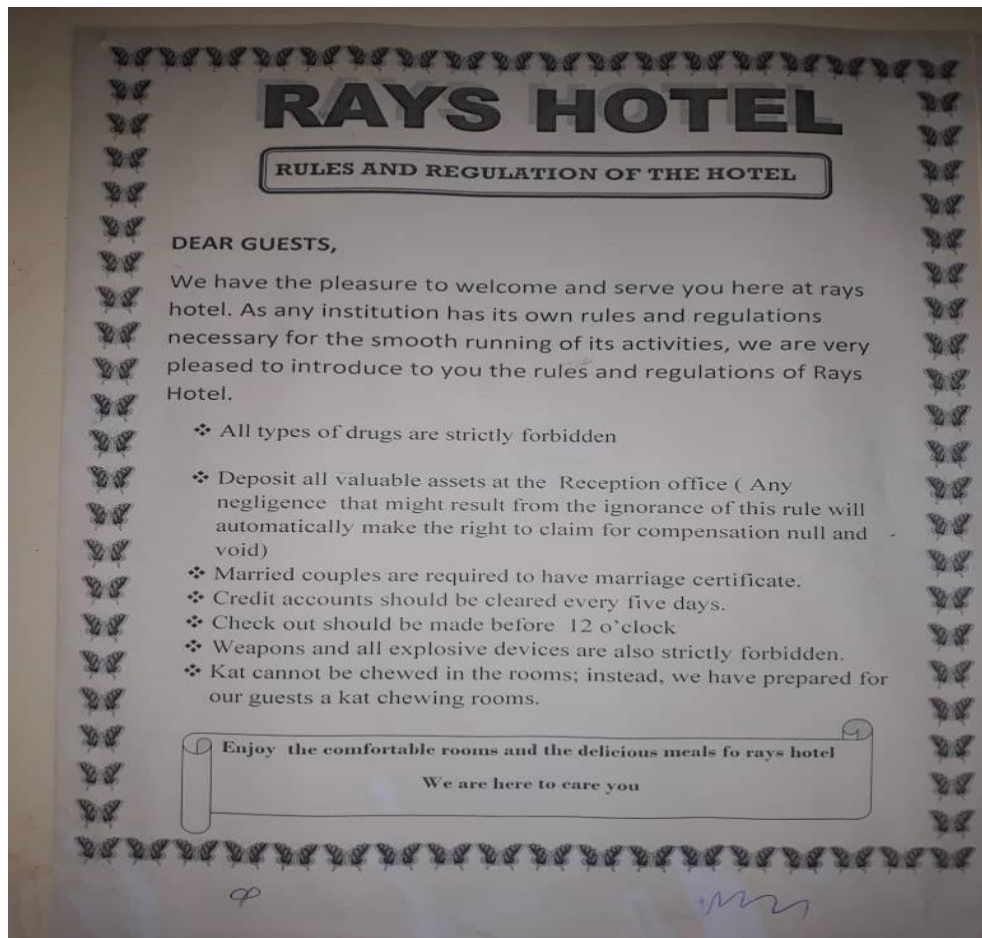 RAYS HOTEL
RULES AND REGULATION OF THE HOTEL
DEAR GUESTS,
We have the pleasure to welcome and serve you here at rays
hotel. As any institution has its own rules and regulations
necessary for the smooth running of its activities, we are very
pleased to introduce to you the rules and regulations of Rays
Hotel.
❖ All types of drugs are strictly forbidden
❖ Deposit all valuable assets at the Reception office ( Any
negligence that might result from the ignorance of this rule will
automatically make the right to claim for compensation null and
void)
❖ Married couples are required to have marriage certificate.
❖ Credit accounts should be cleared every five days.
❖ Check out should be made before 12 o’clock
❖ Weapons and all explosive devices are also strictly forbidden.
❖ Kat cannot be chewed in the rooms; instead, we have prepared for
our guests a kat chewing rooms.
Enjoy the comfortable rooms and the delicious meals fo rays hotel
We are here to care you